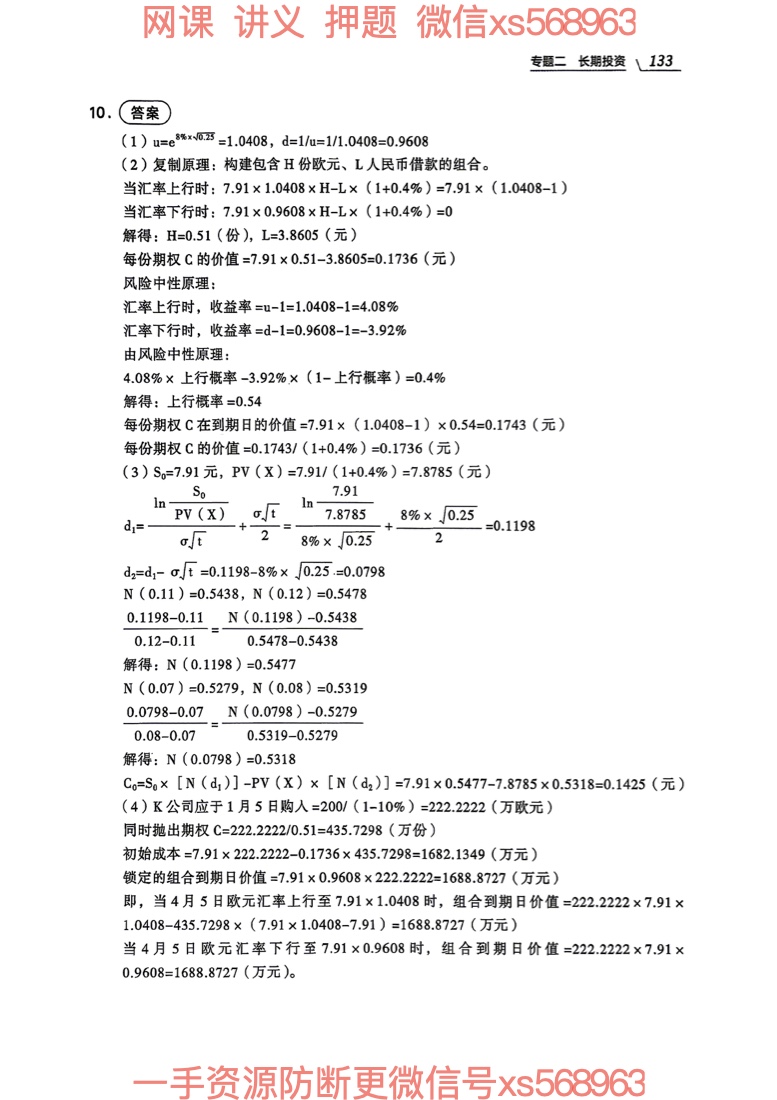 网课 讲义 押题 微信xs568963
专题二 长期投资 133
10. 答案
(1)u=e^8%×√0.25=1.0408,d=1/u=1/1.0408=0.9608
(2)复制原理:构建包含H份欧元、L人民币借款的组合。
当汇率上行时:7.91×1.0408×H-L×(1+0.4%)=7.91×(1.0408-1)
当汇率下行时:7.91×0.9608×H-L×(1+0.4%)=0
解得:H=0.51(份),L=3.8605(元)
每份期权C的价值=7.91×0.51-3.8605=0.1736(元)
风险中性原理:
汇率上行时,收益率=u-1=1.0408-1=4.08%
汇率下行时,收益率=d-1=0.9608-1=-3.92%
由风险中性原理:
4.08%×上行概率-3.92%×(1-上行概率)=0.4%
解得:上行概率=0.54
每份期权C在到期日的价值=7.91×(1.0408-1)×0.54=0.1743(元)
每份期权C的价值=0.1743/(1+0.4%)=0.1736(元)
(3)S₀=7.91元,PV(X)=7.91/(1+0.4%)=7.8785(元)
d₁=ln[S₀/PV(X)]/(σ√t)+σ√t/2=ln(7.91/7.8785)/(8%×√0.25)+8%×√0.25/2=0.1198
d₂=d₁-σ√t=0.1198-8%×√0.25=0.0798
N(0.11)=0.5438,N(0.12)=0.5478
(0.1198-0.11)/(0.12-0.11)=(N(0.1198)-0.5438)/(0.5478-0.5438)
解得:N(0.1198)=0.5477
N(0.07)=0.5279,N(0.08)=0.5319
(0.0798-0.07)/(0.08-0.07)=(N(0.0798)-0.5279)/(0.5319-0.5279)
解得:N(0.0798)=0.5318
C₀=S₀×[N(d₁)]-PV(X)×[N(d₂)]=7.91×0.5477-7.8785×0.5318=0.1425(元)
(4)K公司应于1月5日购入=200/(1-10%)=222.2222(万欧元)
同时抛出期权C=222.2222/0.51=435.7298(万份)
初始成本=7.91×222.2222-0.1736×435.7298=1682.1349(万元)
锁定的组合到期日价值=7.91×0.9608×222.2222=1688.8727(万元)
即,当4月5日欧元汇率上行至7.91×1.0408时,组合到期日价值=222.2222×7.91×
1.0408-435.7298×(7.91×1.0408-7.91)=1688.8727(万元)
当4月5日欧元汇率下行至7.91×0.9608时,组合到期日价值=222.2222×7.91×
0.9608=1688.8727(万元)。
一手资源防断更微信号xs568963